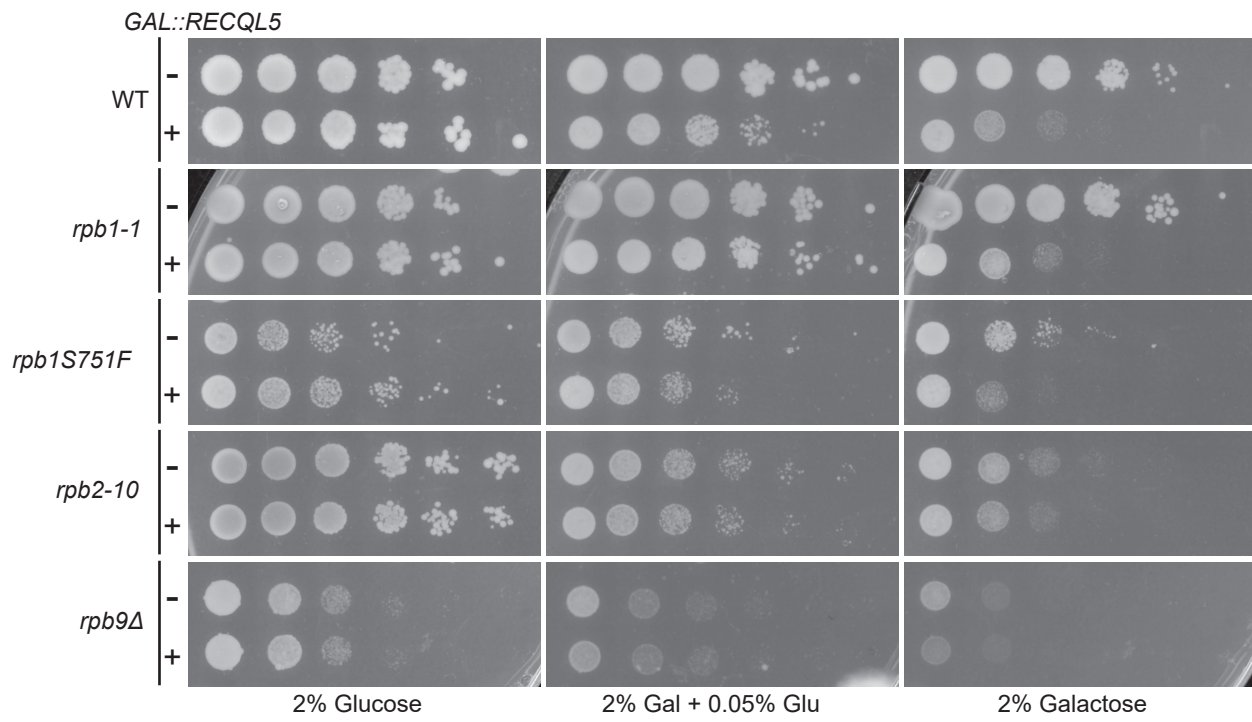 GAL::RECQL5
WT
-
+
rpb1-1
-
+
rpb1S751F
-
+
rpb2-10
-
+
rpb9Δ
-
+
2% Glucose
2% Gal + 0.05% Glu
2% Galactose